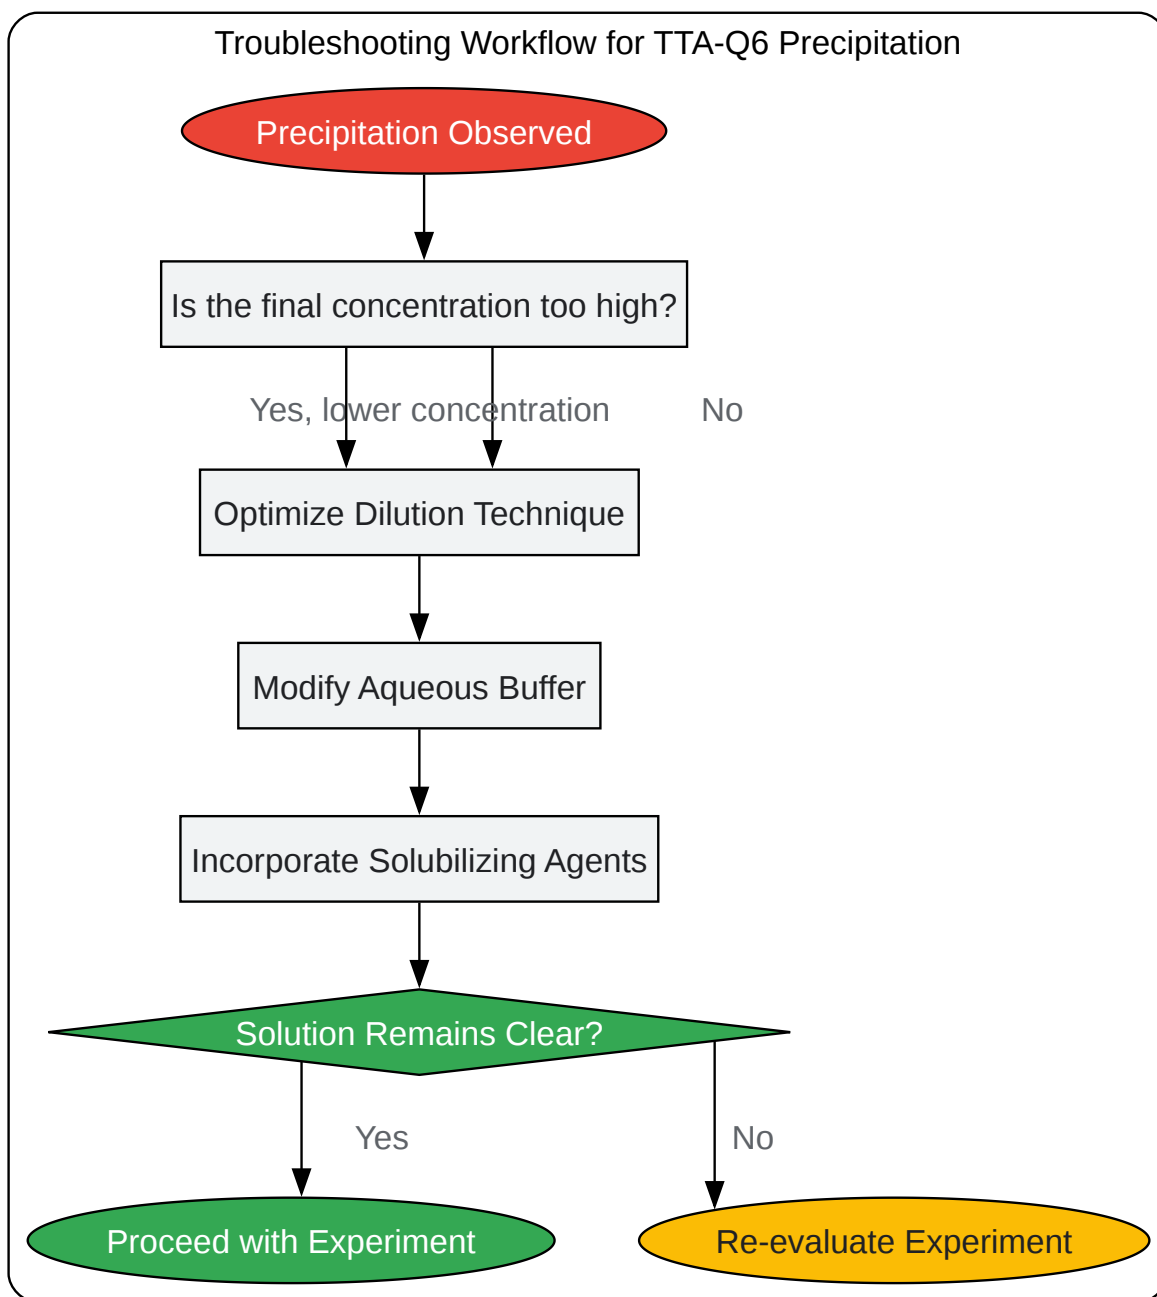 Troubleshooting Workflow for TTA-Q6 Precipitation
Precipitation Observed
Is the final concentration too high?
Yes, lower concentration
No
Optimize Dilution Technique
Modify Aqueous Buffer
Incorporate Solubilizing Agents
Solution Remains Clear?
Yes
No
Proceed with Experiment
Re-evaluate Experiment